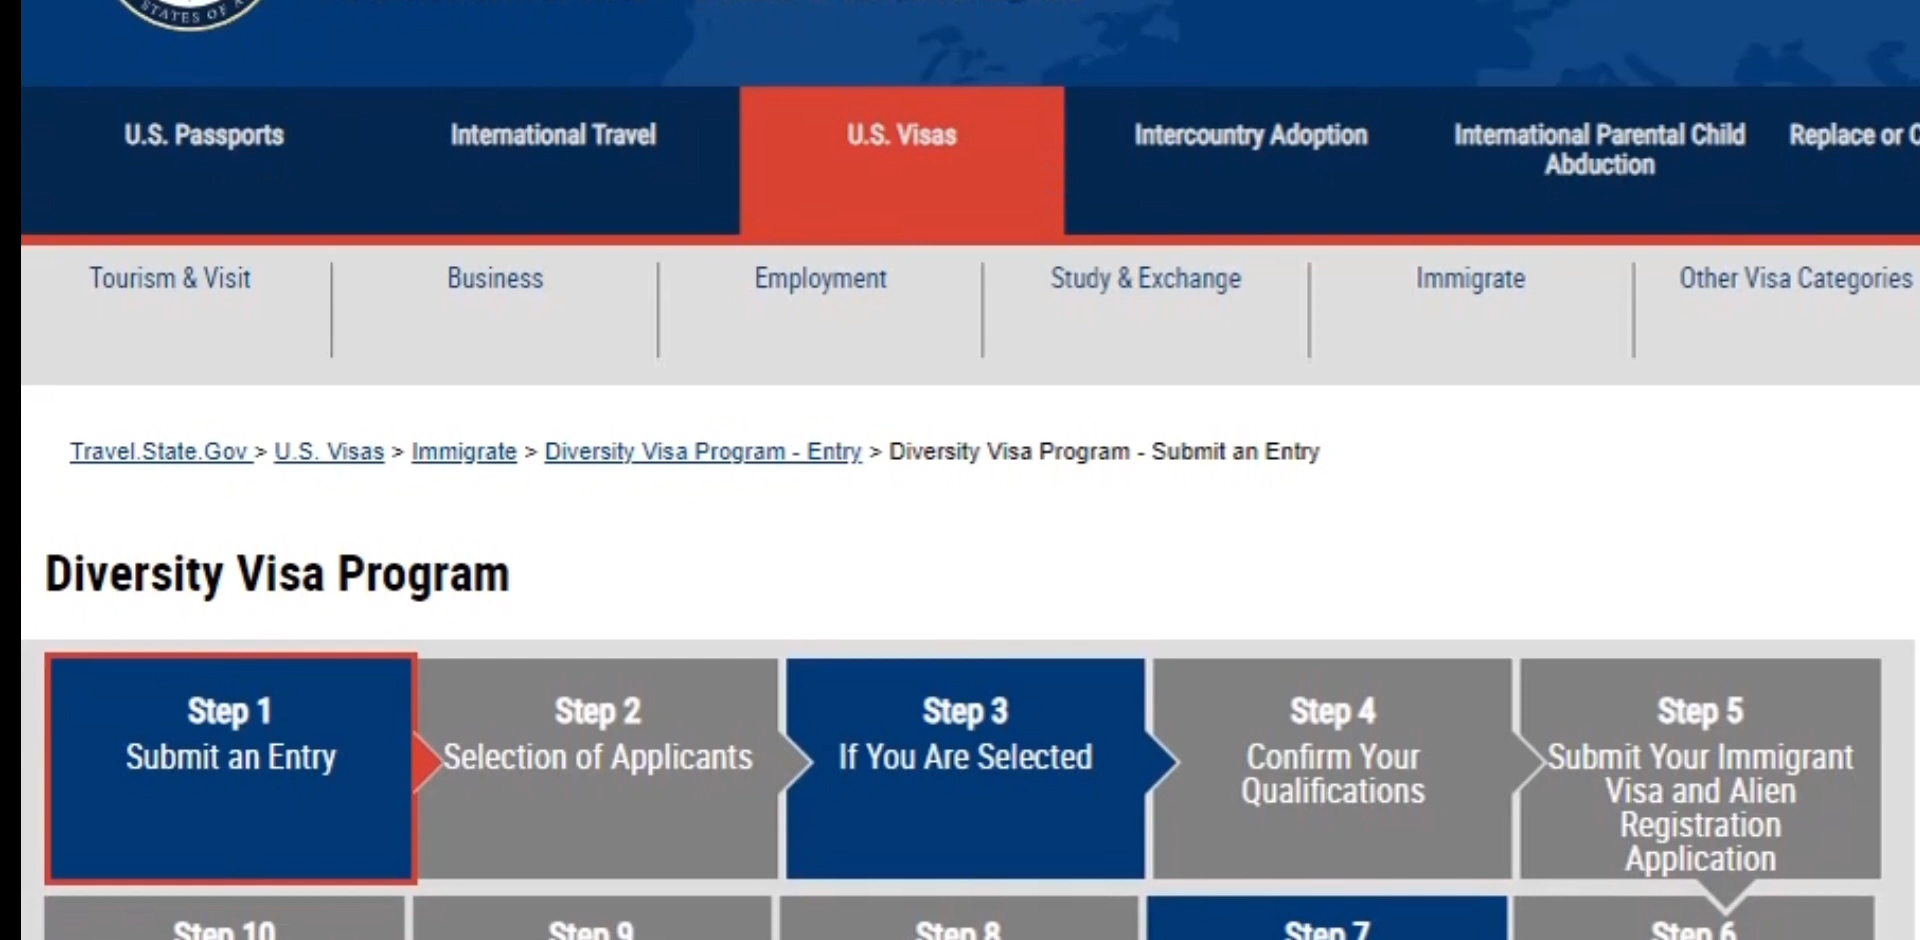 STATES OF
U.S. Passports
International Travel
U.S. Visas
Intercountry Adoption
International Parental Child
Abduction
Replace or
Tourism & Visit
Business
Employment
Study & Exchange
Immigrate
Other Visa Categories
Travel.State.Gov > U.S. Visas > Immigrate > Diversity Visa Program - Entry > Diversity Visa Program - Submit an Entry
Diversity Visa Program
Step 1
Submit an Entry
Step 2
Selection of Applicants
Step 3
If You Are Selected
Step 4
Confirm Your
Qualifications
Step 5
Submit Your Immigrant
Visa and Alien
Registration
Application
Step 10
Step 9
Step 8
Step 7
Step 6